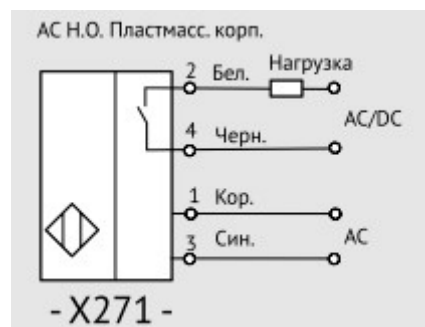 АС Н.О. Пластмасс. корп.
2 Бел. Нагрузка
AC/DC
4 Черн.
1 Кор.
AC
3 Син.
- X271 -